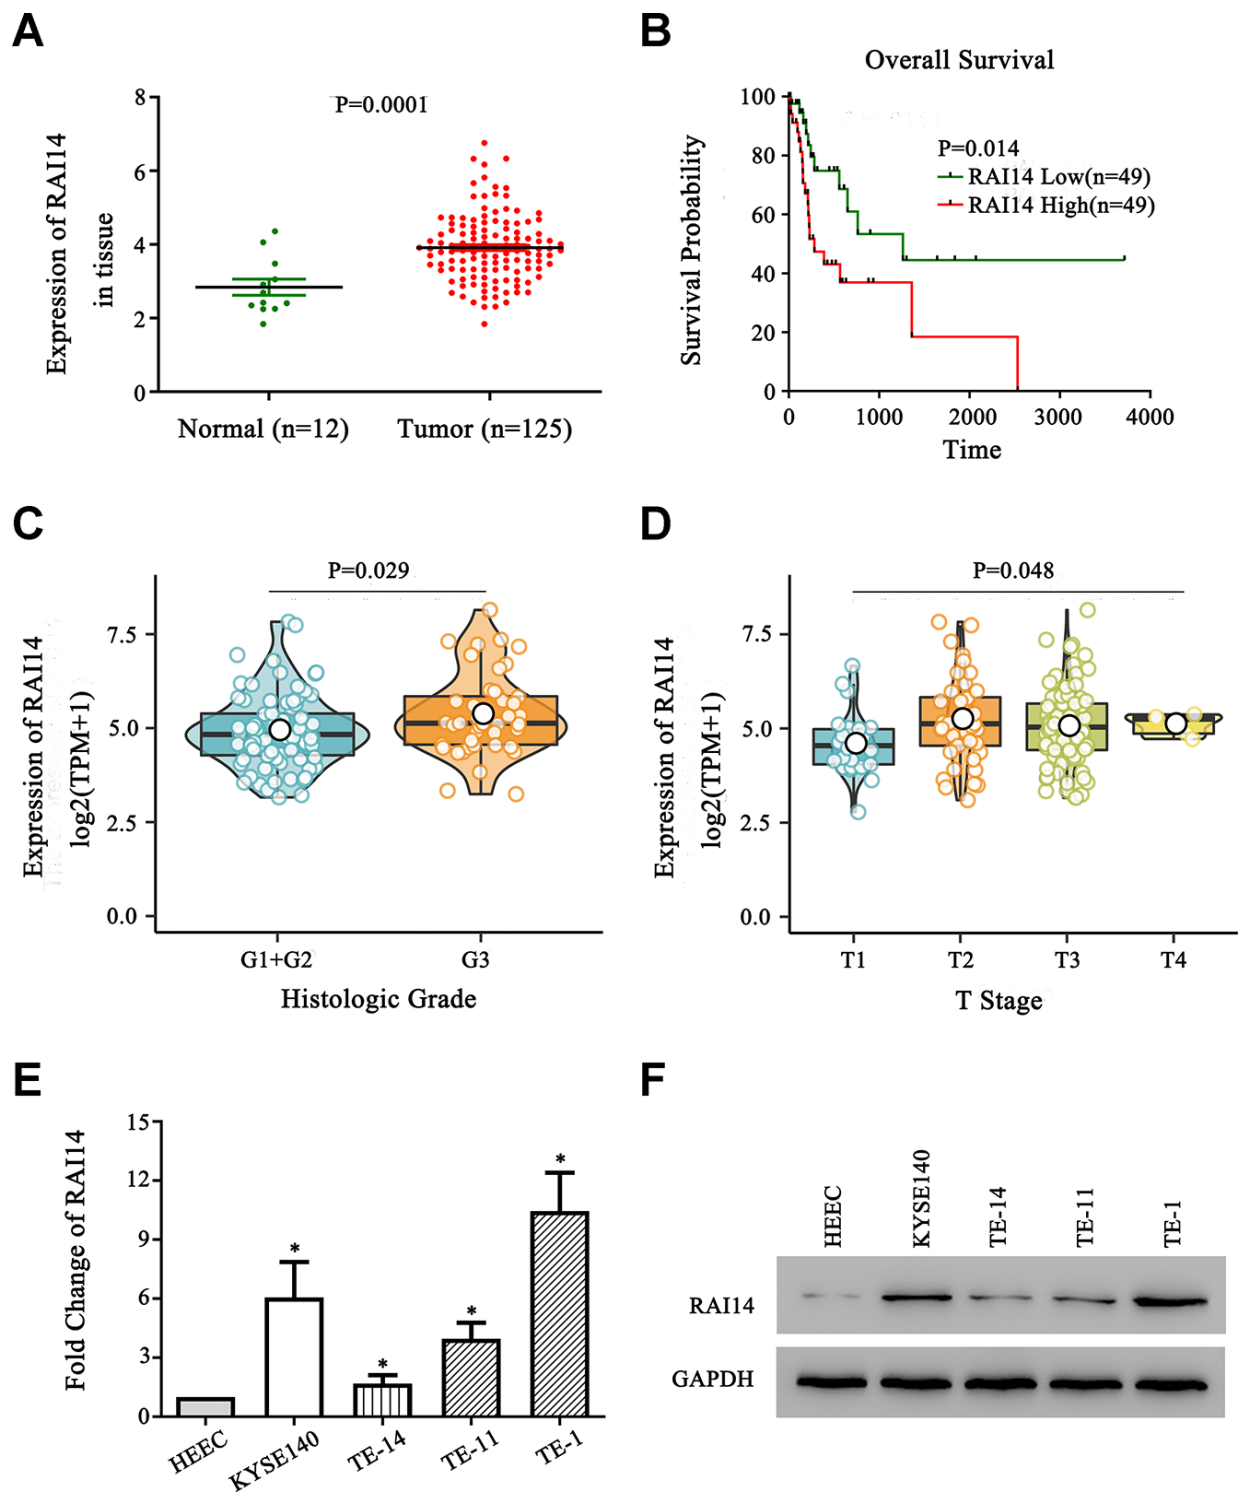 A
P=0.0001
Expression of RAI14
in tissue
8
6
4
2
0
Normal (n=12)
Tumor (n=125)
B
Overall Survival
P=0.014
RAI14 Low(n=49)
RAI14 High(n=49)
Survival Probability
100
80
60
40
20
0
0 1000 2000 3000 4000
Time
C
P=0.029
Expression of RAI14
log2(TPM+1)
7.5
5.0
2.5
0.0
G1+G2 G3
Histologic Grade
D
P=0.048
Expression of RAI14
log2(TPM+1)
7.5
5.0
2.5
0.0
T1 T2 T3 T4
T Stage
E
Fold Change of RAI14
15
12
9
6
3
0
*
*
*
*
HEEC
KYSE140
TE-14
TE-11
TE-1
F
HEEC
KYSE140
TE-14
TE-11
TE-1
RAI14
GAPDH